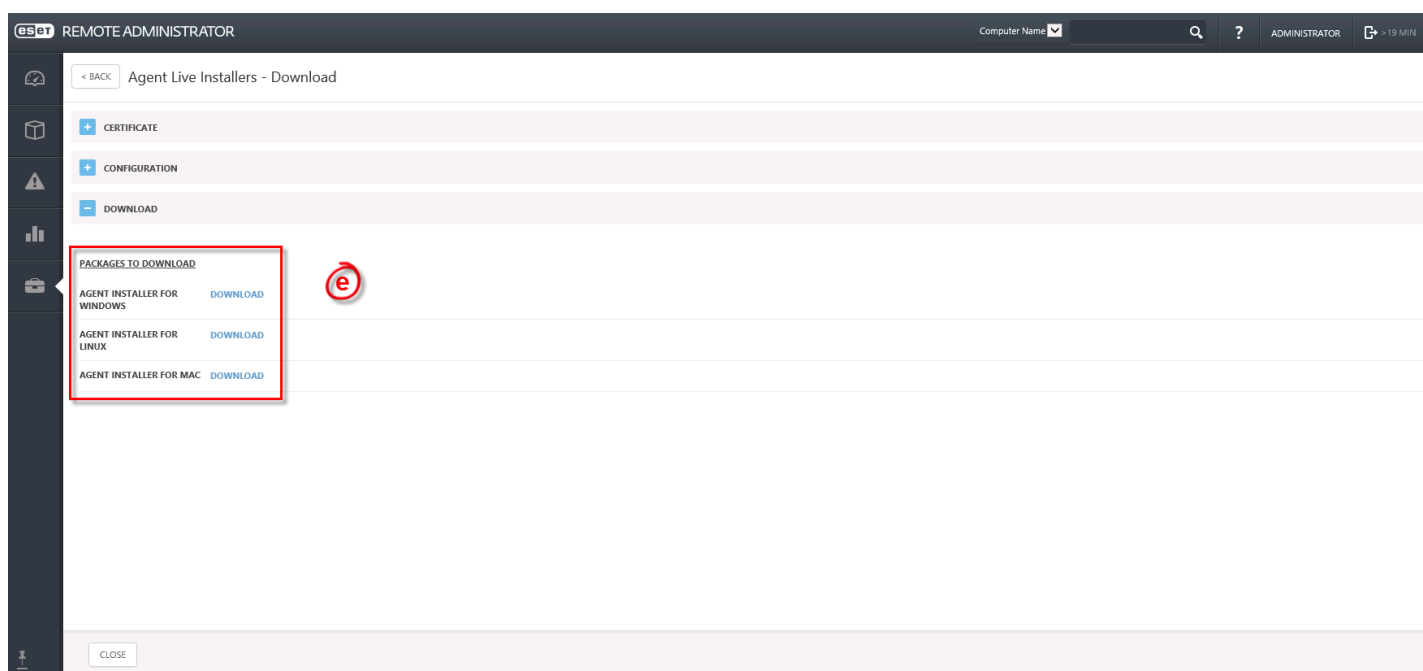 eset REMOTE ADMINISTRATOR Computer Name ? ADMINISTRATOR >19 MIN
< BACK Agent Live Installers - Download
+ CERTIFICATE
+ CONFIGURATION
− DOWNLOAD
PACKAGES TO DOWNLOAD
e
AGENT INSTALLER FOR DOWNLOAD
WINDOWS
AGENT INSTALLER FOR DOWNLOAD
LINUX
AGENT INSTALLER FOR MAC DOWNLOAD
CLOSE